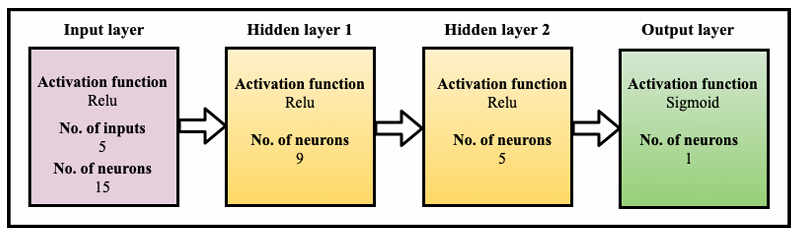 Input layer
Activation function
Relu
No. of inputs
5
No. of neurons
15
Hidden layer 1
Activation function
Relu
No. of neurons
9
Hidden layer 2
Activation function
Relu
No. of neurons
5
Output layer
Activation function
Sigmoid
No. of neurons
1